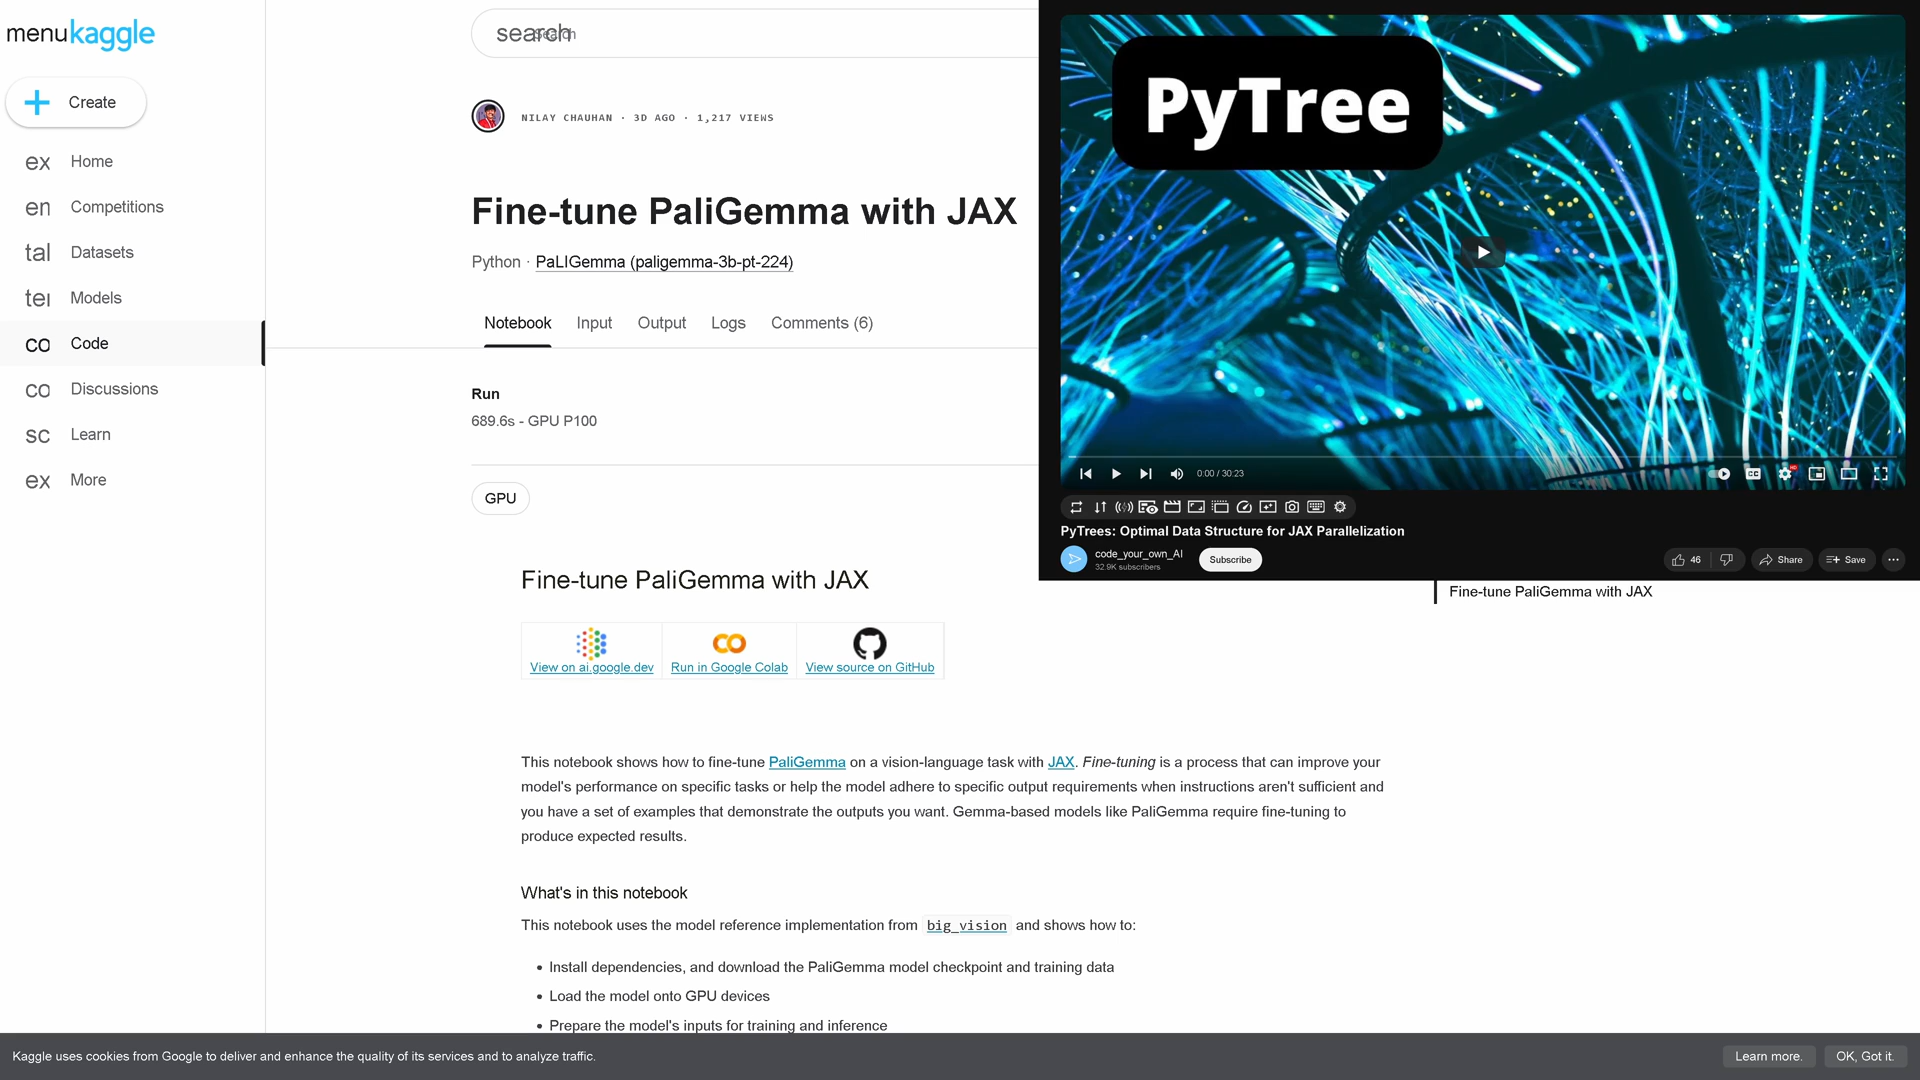 menu kaggle
search
Search
Create
ex Home
en Competitions
tal Datasets
ter Models
co Code
co Discussions
sc Learn
ex More
NILAY CHAUHAN · 3D AGO · 1,217 VIEWS
Fine-tune PaliGemma with JAX
Python · PaLIGemma (paligemma-3b-pt-224)
Notebook Input Output Logs Comments (6)
Run
689.6s - GPU P100
GPU
Fine-tune PaliGemma with JAX
View on ai.google.dev Run in Google Colab View source on GitHub
This notebook shows how to fine-tune PaliGemma on a vision-language task with JAX. Fine-tuning is a process that can improve your
model's performance on specific tasks or help the model adhere to specific output requirements when instructions aren't sufficient and
you have a set of examples that demonstrate the outputs you want. Gemma-based models like PaliGemma require fine-tuning to
produce expected results.
What's in this notebook
This notebook uses the model reference implementation from big_vision and shows how to:
• Install dependencies, and download the PaliGemma model checkpoint and training data
• Load the model onto GPU devices
• Prepare the model's inputs for training and inference
PyTree
0:00 / 30:23
CC
HD
PyTrees: Optimal Data Structure for JAX Parallelization
code_your_own_AI
32.9K subscribers
Subscribe
46
Share
Save
Fine-tune PaliGemma with JAX
Kaggle uses cookies from Google to deliver and enhance the quality of its services and to analyze traffic.
Learn more.
OK, Got it.